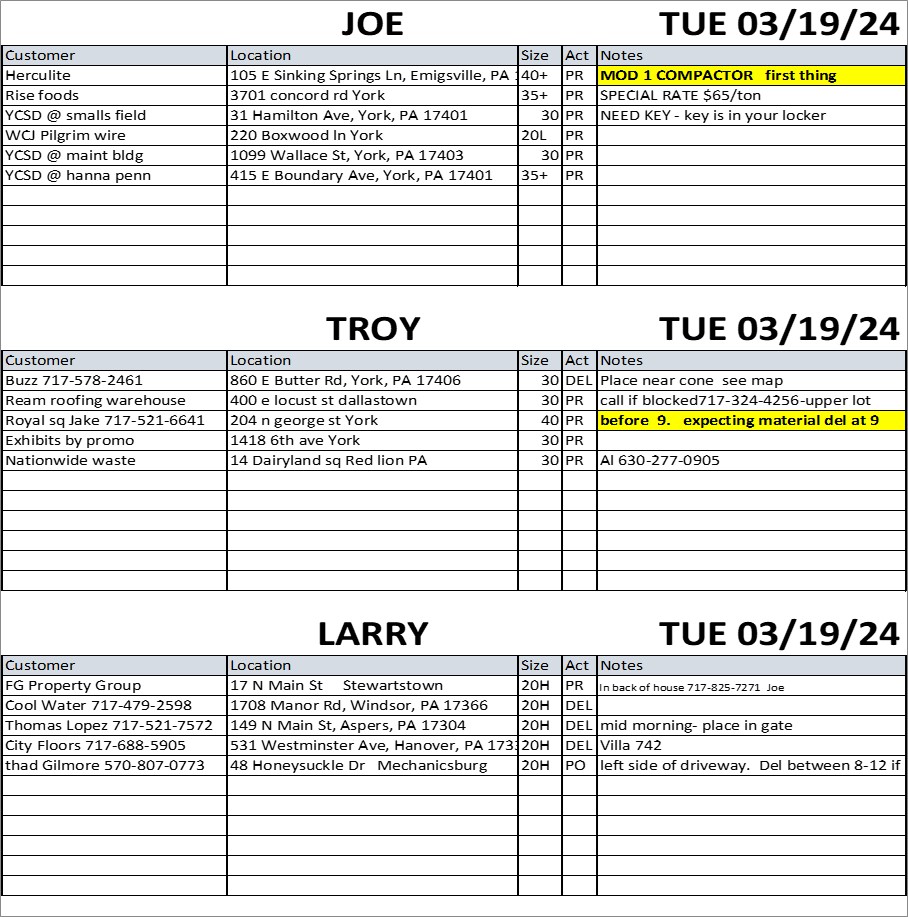 JOE TUE 03/19/24
Customer Location Size Act Notes
Herculite 105 E Sinking Springs Ln, Emigsville, PA 40+ PR MOD 1 COMPACTOR first thing
Rise foods 3701 concord rd York 35+ PR SPECIAL RATE $65/ton
YCSD @ smalls field 31 Hamilton Ave, York, PA 17401 30 PR NEED KEY - key is in your locker
WCJ Pilgrim wire 220 Boxwood ln York 20L PR
YCSD @ maint bldg 1099 Wallace St, York, PA 17403 30 PR
YCSD @ hanna penn 415 E Boundary Ave, York, PA 17401 35+ PR
TROY TUE 03/19/24
Customer Location Size Act Notes
Buzz 717-578-2461 860 E Butter Rd, York, PA 17406 30 DEL Place near cone see map
Ream roofing warehouse 400 e locust st dallastown 30 PR call if blocked717-324-4256-upper lot
Royal sq Jake 717-521-6641 204 n george st York 40 PR before 9. expecting material del at 9
Exhibits by promo 1418 6th ave York 30 PR
Nationwide waste 14 Dairyland sq Red lion PA 30 PR Al 630-277-0905
LARRY TUE 03/19/24
Customer Location Size Act Notes
FG Property Group 17 N Main St Stewartstown 20H PR In back of house 717-825-7271 Joe
Cool Water 717-479-2598 1708 Manor Rd, Windsor, PA 17366 20H DEL
Thomas Lopez 717-521-7572 149 N Main St, Aspers, PA 17304 20H DEL mid morning- place in gate
City Floors 717-688-5905 531 Westminster Ave, Hanover, PA 173 20H DEL Villa 742
thad Gilmore 570-807-0773 48 Honeysuckle Dr Mechanicsburg 20H PO left side of driveway. Del between 8-12 if